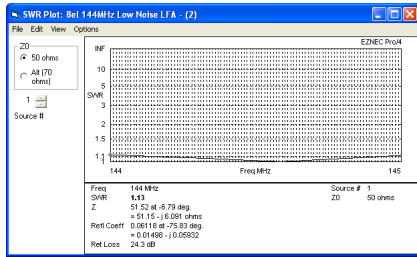 SWR Plot: Bel 144MHz Low Noise LFA - (2)
File Edit View Options
Z0
50 ohms
Alt (70 ohms)
1
Source #
EZNEC Pro/4
INF
10
5
SWR
3
2
1.5
1.1
1
144 Freq MHz 145
Freq 144 MHz Source # 1
SWR 1.13 Z0 50 ohms
Z 51.52 at -6.79 deg.
= 51.15 - j 6.091 ohms
Refl Coeff 0.06118 at -75.83 deg.
= 0.01498 - j 0.05932
Ret Loss 24.3 dB